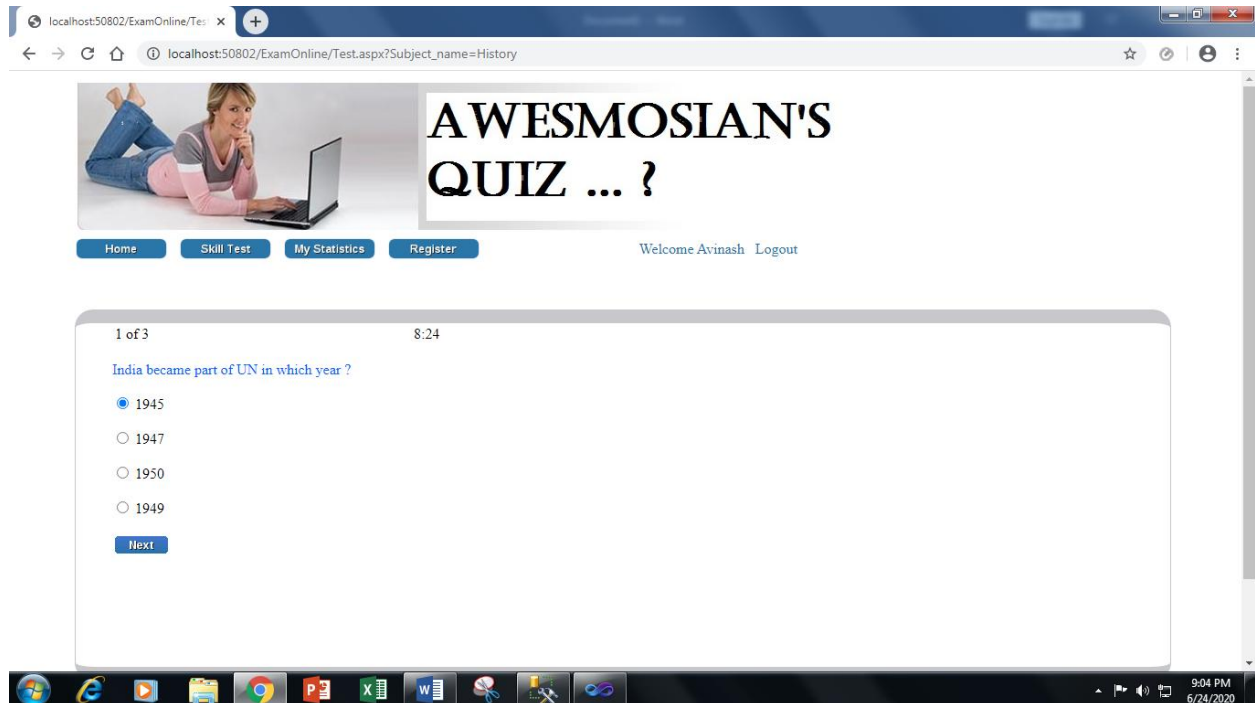 localhost:50802/ExamOnline/Tes
localhost:50802/ExamOnline/Test.aspx?Subject_name=History
AWESMOSIAN'S
QUIZ ... ?
Home Skill Test My Statistics Register Welcome Avinash Logout
1 of 3 8:24
India became part of UN in which year ?
1945
1947
1950
1949
Next
9:04 PM
6/24/2020